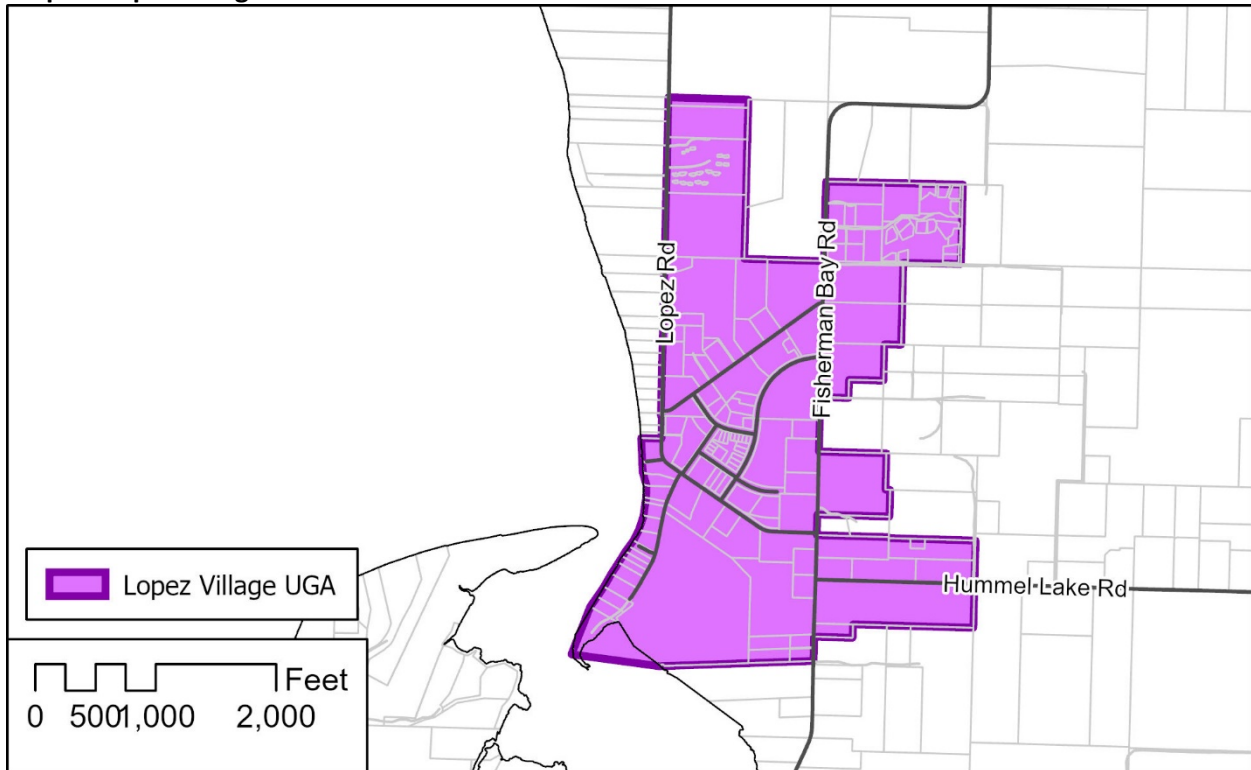 Lopez Rd
Fisherman Bay Rd
Hummel Lake Rd
Lopez Village UGA
Feet
0 500 1,000 2,000